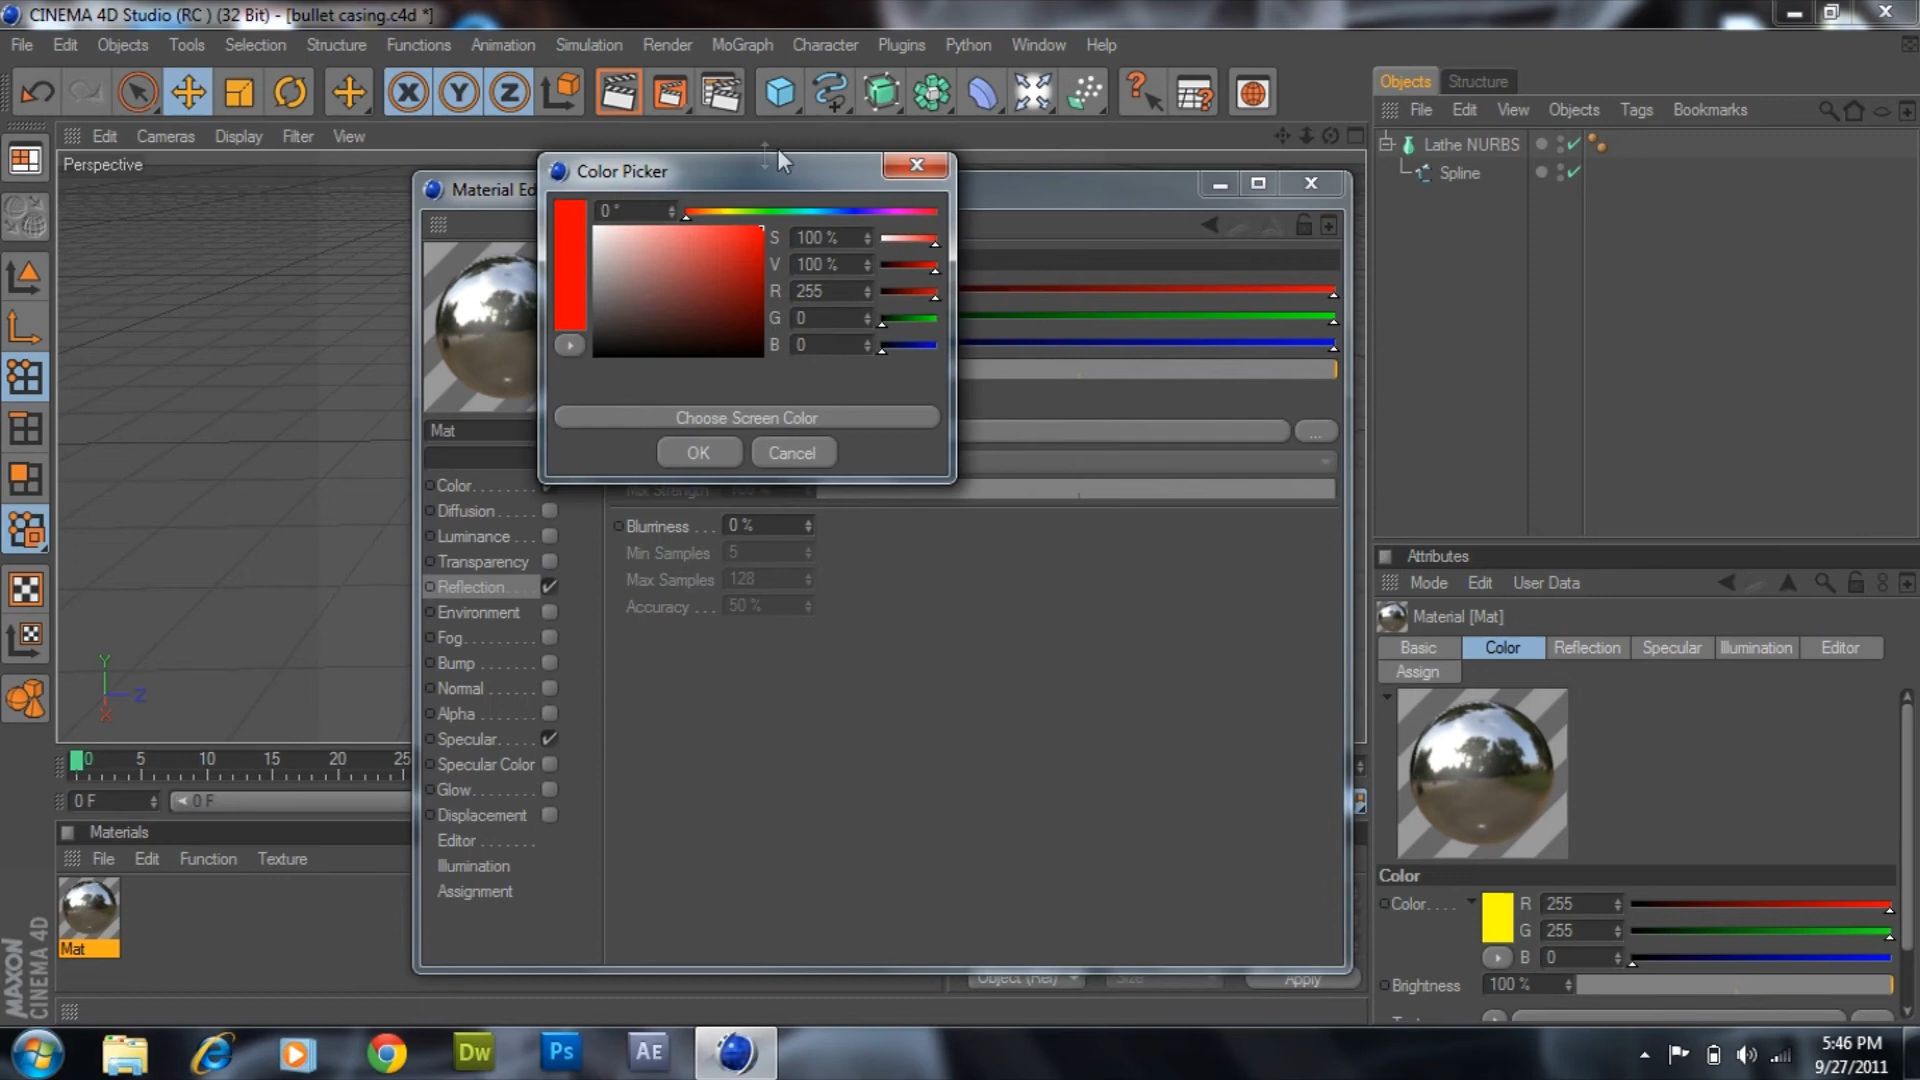 CINEMA 4D Studio (RC ) (32 Bit) - [bullet casing.c4d *]
File Edit Objects Tools Selection Structure Functions Animation Simulation Render MoGraph Character Plugins Python Window Help
X Y Z
Objects Structure
File Edit View Objects Tags Bookmarks
Lathe NURBS
Spline
Edit Cameras Display Filter View
Perspective
Material Ed
Color Picker
0 °
S 100 %
V 100 %
R 255
G 0
B 0
Choose Screen Color
OK Cancel
Mat
...
Mix Strength
Color
Diffusion
Luminance
Transparency
Reflection
Environment
Fog
Bump
Normal
Alpha
Specular
Specular Color
Glow
Displacement
Editor
Illumination
Assignment
Blurriness 0 %
Min Samples 5
Max Samples 128
Accuracy 50 %
Y
Z
X
0 5 10 15 20 25
0 F 0 F
Materials
File Edit Function Texture
Mat
MAXON
CINEMA 4D
Object (Rel) Size Apply
Attributes
Mode Edit User Data
Material [Mat]
Basic Color Reflection Specular Illumination Editor
Assign
Color
Color R 255
G 255
B 0
Brightness 100 %
Dw Ps AE
5:46 PM
9/27/2011